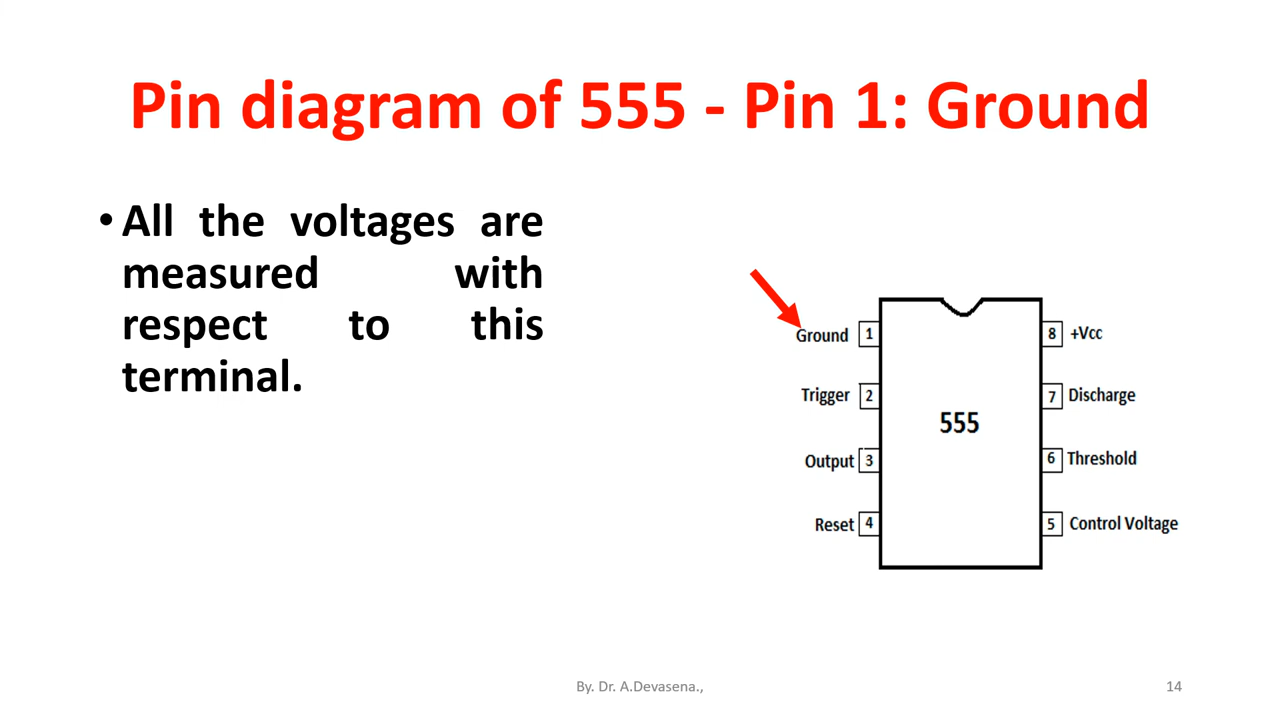 Pin diagram of 555 - Pin 1: Ground
• All the voltages are
measured with
respect to this
terminal.
Ground 1
Trigger 2
Output 3
Reset 4
555
8 +Vcc
7 Discharge
6 Threshold
5 Control Voltage
By. Dr. A.Devasena.,
14